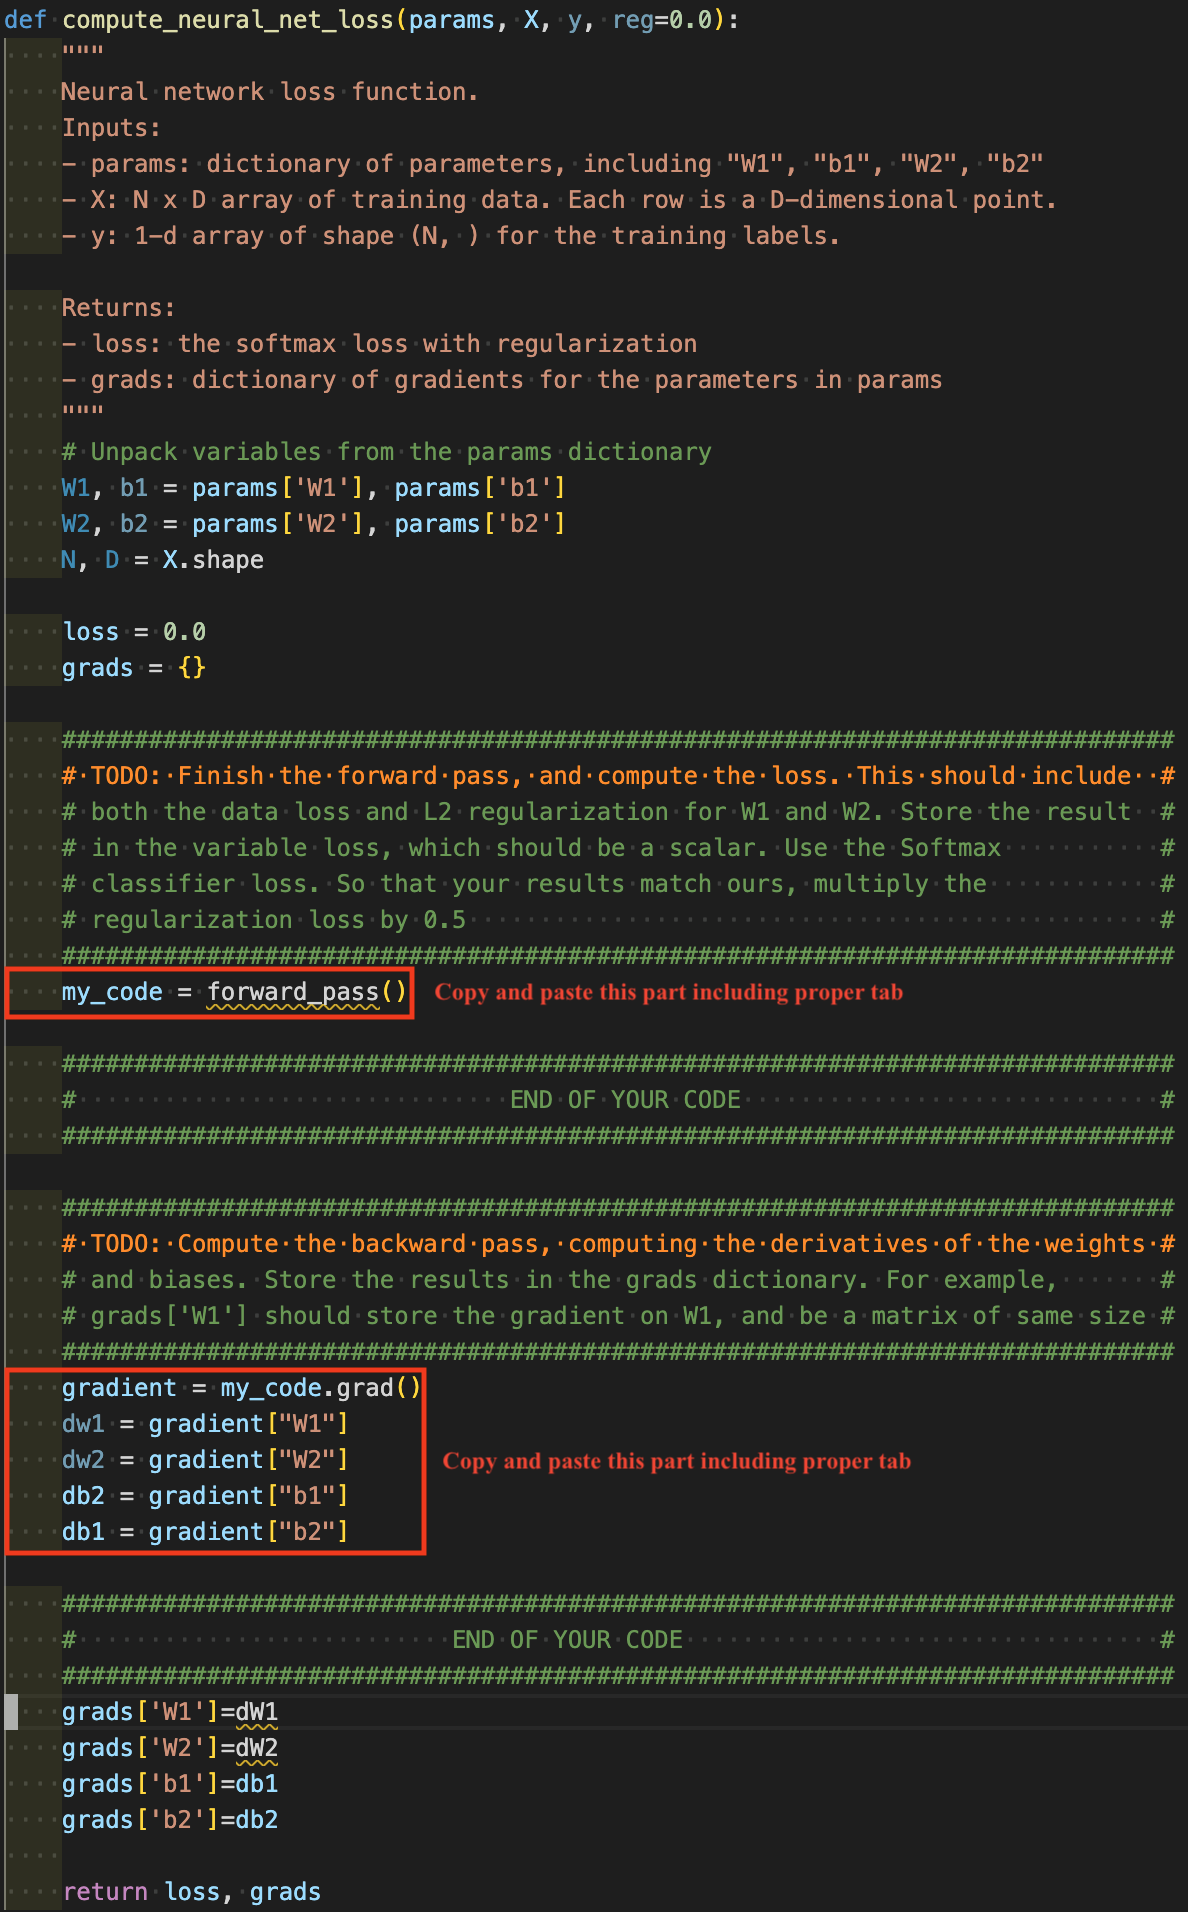 def compute_neural_net_loss(params, X, y, reg=0.0):
    """
    Neural network loss function.
    Inputs:
    - params: dictionary of parameters, including "W1", "b1", "W2", "b2"
    - X: N x D array of training data. Each row is a D-dimensional point.
    - y: 1-d array of shape (N, ) for the training labels.

    Returns:
    - loss: the softmax loss with regularization
    - grads: dictionary of gradients for the parameters in params
    """
    # Unpack variables from the params dictionary
    W1, b1 = params['W1'], params['b1']
    W2, b2 = params['W2'], params['b2']
    N, D = X.shape

    loss = 0.0
    grads = {}

    #############################################################################
    # TODO: Finish the forward pass, and compute the loss. This should include  #
    # both the data loss and L2 regularization for W1 and W2. Store the result  #
    # in the variable loss, which should be a scalar. Use the Softmax           #
    # classifier loss. So that your results match ours, multiply the            #
    # regularization loss by 0.5                                                #
    #############################################################################
    my_code = forward_pass() Copy and paste this part including proper tab

    #############################################################################
    #                              END OF YOUR CODE                             #
    #############################################################################

    #############################################################################
    # TODO: Compute the backward pass, computing the derivatives of the weights #
    # and biases. Store the results in the grads dictionary. For example,       #
    # grads['W1'] should store the gradient on W1, and be a matrix of same size #
    #############################################################################
    gradient = my_code.grad()
    dw1 = gradient["W1"]
    dw2 = gradient["W2"] Copy and paste this part including proper tab
    db2 = gradient["b1"]
    db1 = gradient["b2"]

    #############################################################################
    #                          END OF YOUR CODE                                 #
    #############################################################################
    grads['W1']=dW1
    grads['W2']=dW2
    grads['b1']=db1
    grads['b2']=db2

    return loss, grads